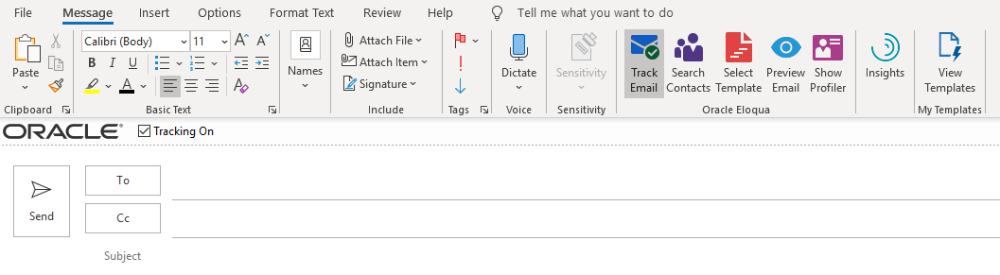 File Message Insert Options Format Text Review Help Tell me what you want to do
Calibri (Body) 11 A A Attach File
B I U Attach Item
A A Signature
Paste Names Dictate Sensitivity Track Email Search Contacts Select Template Preview Email Show Profiler Insights View Templates
Clipboard Basic Text Include Tags Voice Sensitivity Oracle Eloqua My Templates
ORACLE® Tracking On
To
Send
Cc
Subject